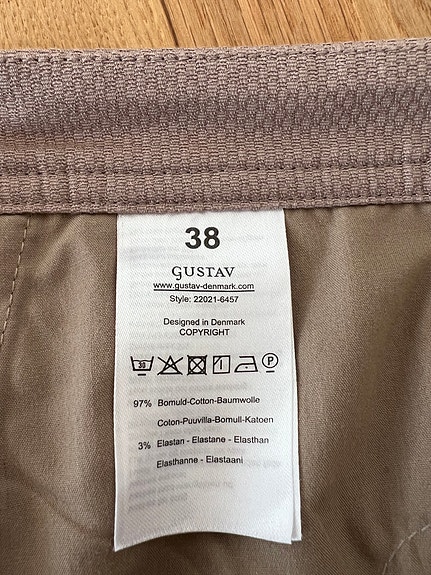 38
GUSTAV
www.gustav-denmark.com
Style: 22021-6457
Designed in Denmark
COPYRIGHT
30 P
97% Bomuld-Cotton-Baumwolle
Coton-Puuvilla-Bomull-Katoen
3% Elastan - Elastane - Elasthan
Elasthanne - Elastaani